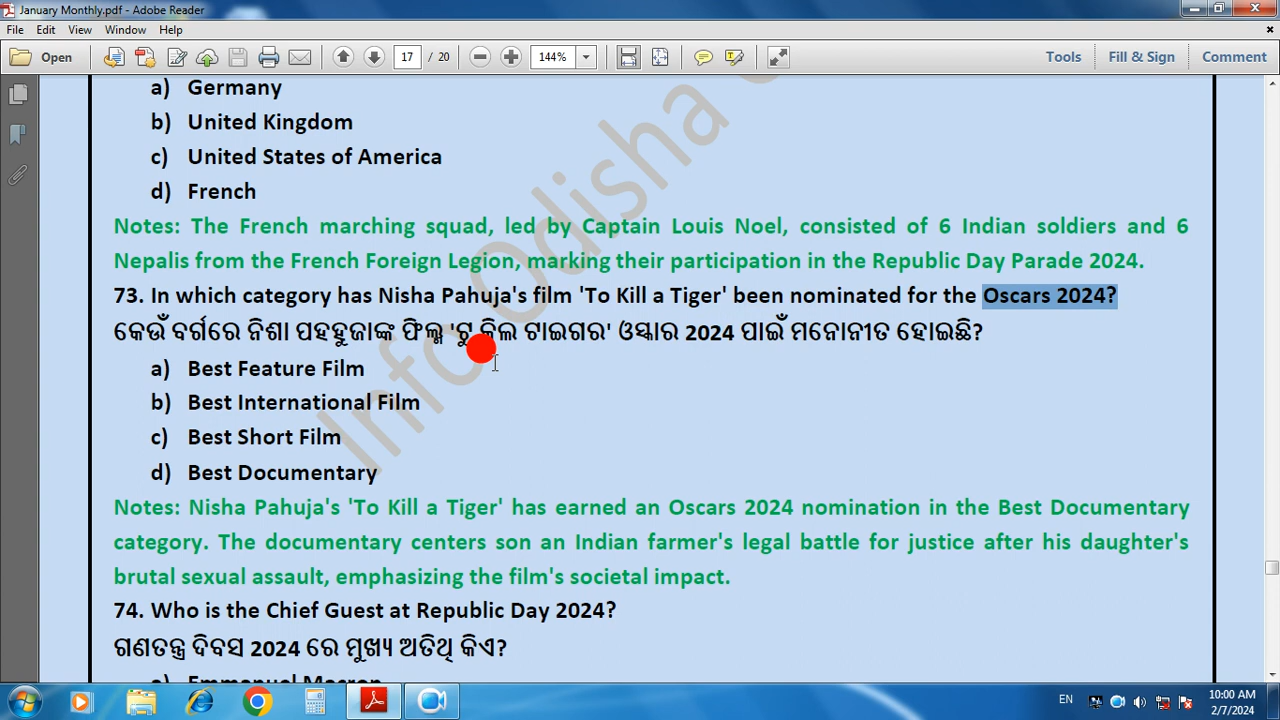 January Monthly.pdf - Adobe Reader
File Edit View Window Help
Open 17 / 20 144% Tools Fill & Sign Comment
a) Germany
b) United Kingdom
c) United States of America
d) French
Notes: The French marching squad, led by Captain Louis Noel, consisted of 6 Indian soldiers and 6
Nepalis from the French Foreign Legion, marking their participation in the Republic Day Parade 2024.
73. In which category has Nisha Pahuja's film 'To Kill a Tiger' been nominated for the Oscars 2024?
କେଉଁ ବର୍ଗରେ ନିଶା ପହହୁଜାଙ୍କ ଫିଲ୍ମ 'ଟୁ କିଲ ଟାଇଗର' ଓସ୍କାର 2024 ପାଇଁ ମନୋନୀତ ହୋଇଛି?
a) Best Feature Film
b) Best International Film
c) Best Short Film
d) Best Documentary
Notes: Nisha Pahuja's 'To Kill a Tiger' has earned an Oscars 2024 nomination in the Best Documentary
category. The documentary centers son an Indian farmer's legal battle for justice after his daughter's
brutal sexual assault, emphasizing the film's societal impact.
74. Who is the Chief Guest at Republic Day 2024?
ଗଣତନ୍ତ୍ର ଦିବସ 2024 ରେ ମୁଖ୍ୟ ଅତିଥି କିଏ?
a) Emmanuel Macron
Info Odisha
EN 10:00 AM
2/7/2024